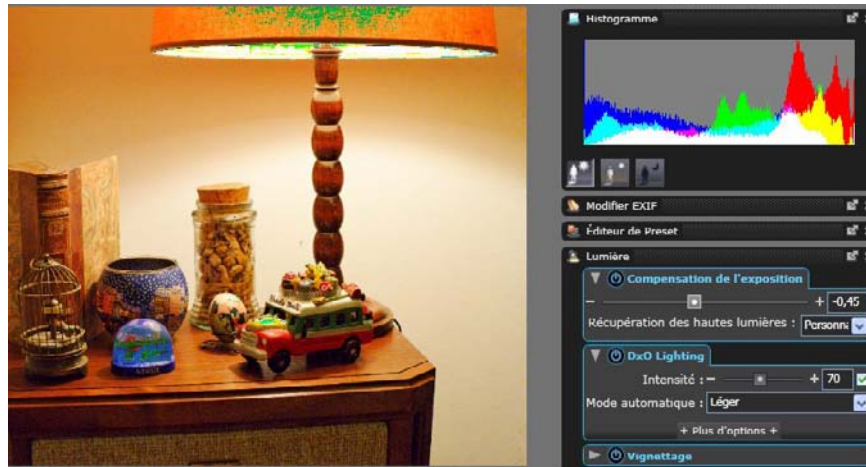 Histogramme
Modifier EXIF
Éditeur de Preset
Lumière
Compensation de l'exposition
- + -0,45
Récupération des hautes lumières :
DxO Lighting
Intensité : - + 70
Mode automatique : Léger
+ Plus d'options +
Vignettage